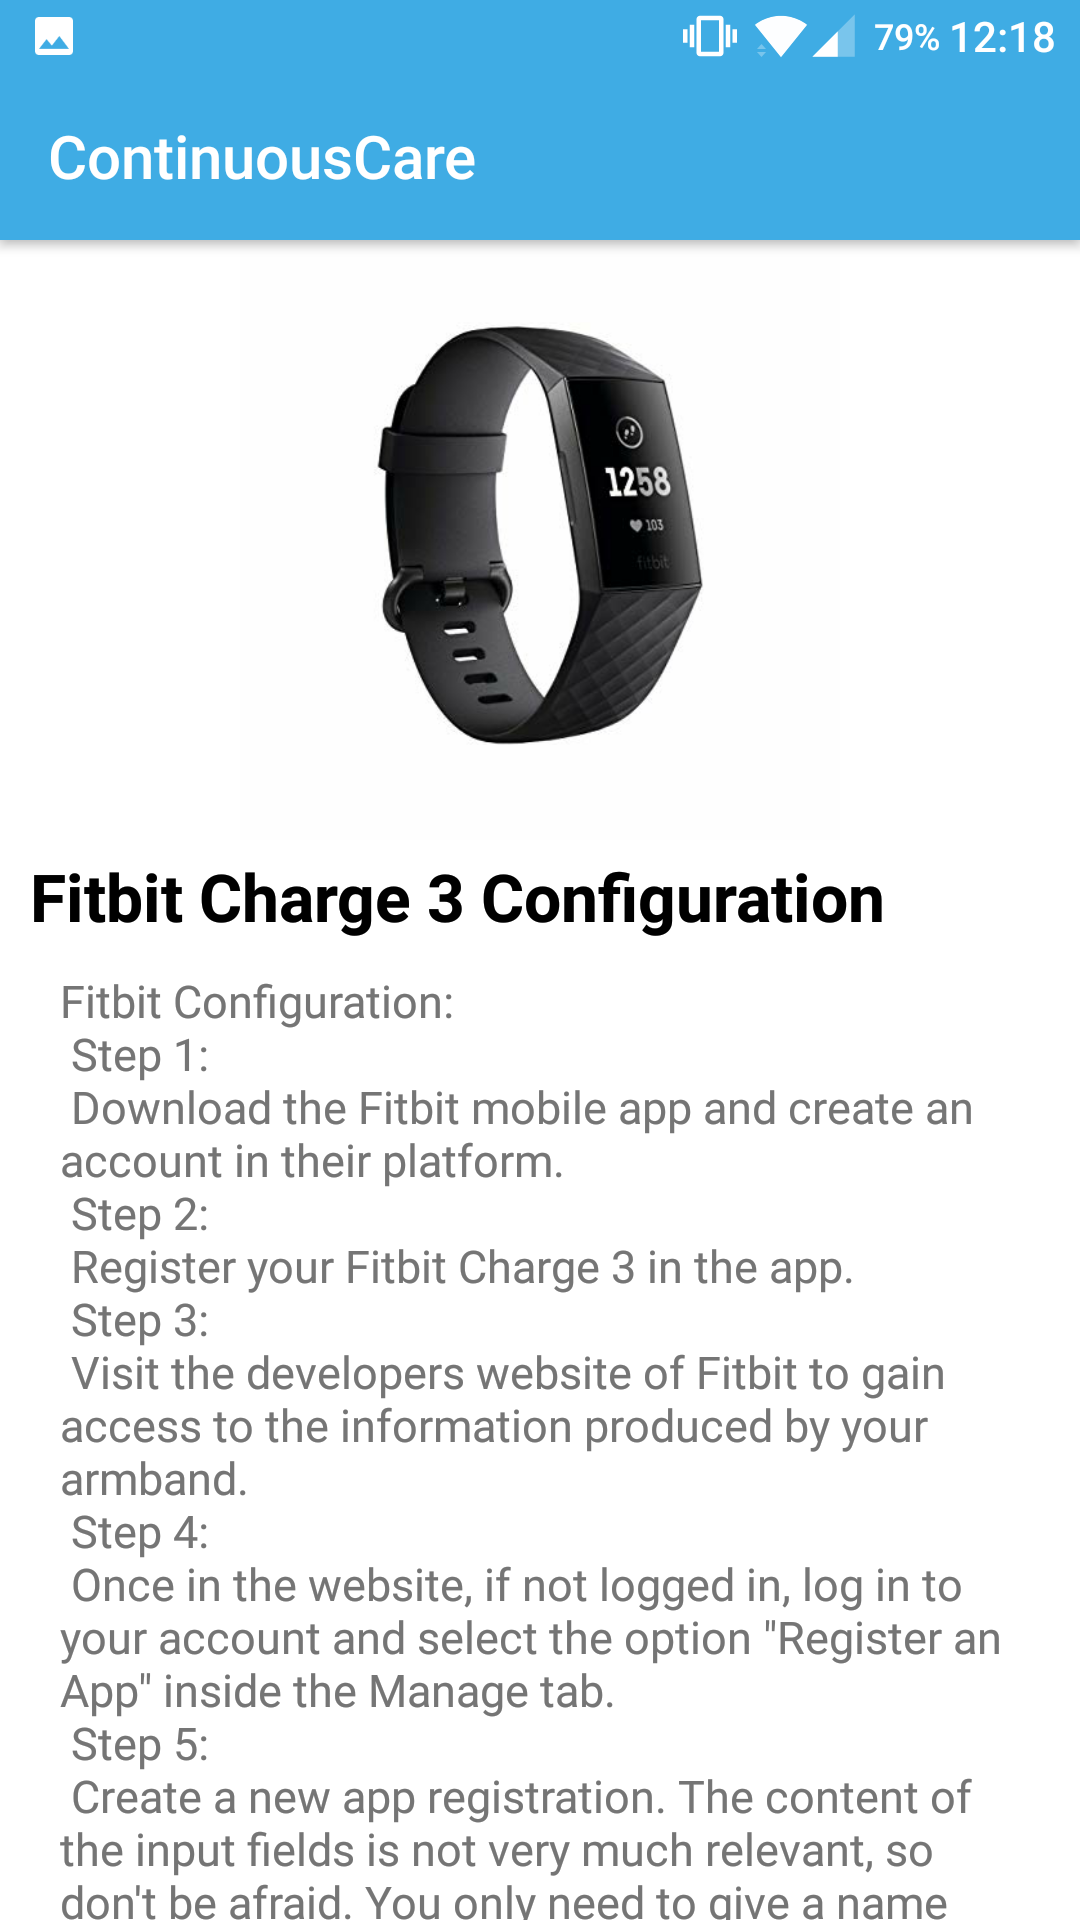 79% 12:18
ContinuousCare
1258
103
fitbit
Fitbit Charge 3 Configuration
Fitbit Configuration:
Step 1:
Download the Fitbit mobile app and create an
account in their platform.
Step 2:
Register your Fitbit Charge 3 in the app.
Step 3:
Visit the developers website of Fitbit to gain
access to the information produced by your
armband.
Step 4:
Once in the website, if not logged in, log in to
your account and select the option "Register an
App" inside the Manage tab.
Step 5:
Create a new app registration. The content of
the input fields is not very much relevant, so
don't be afraid. You only need to give a name